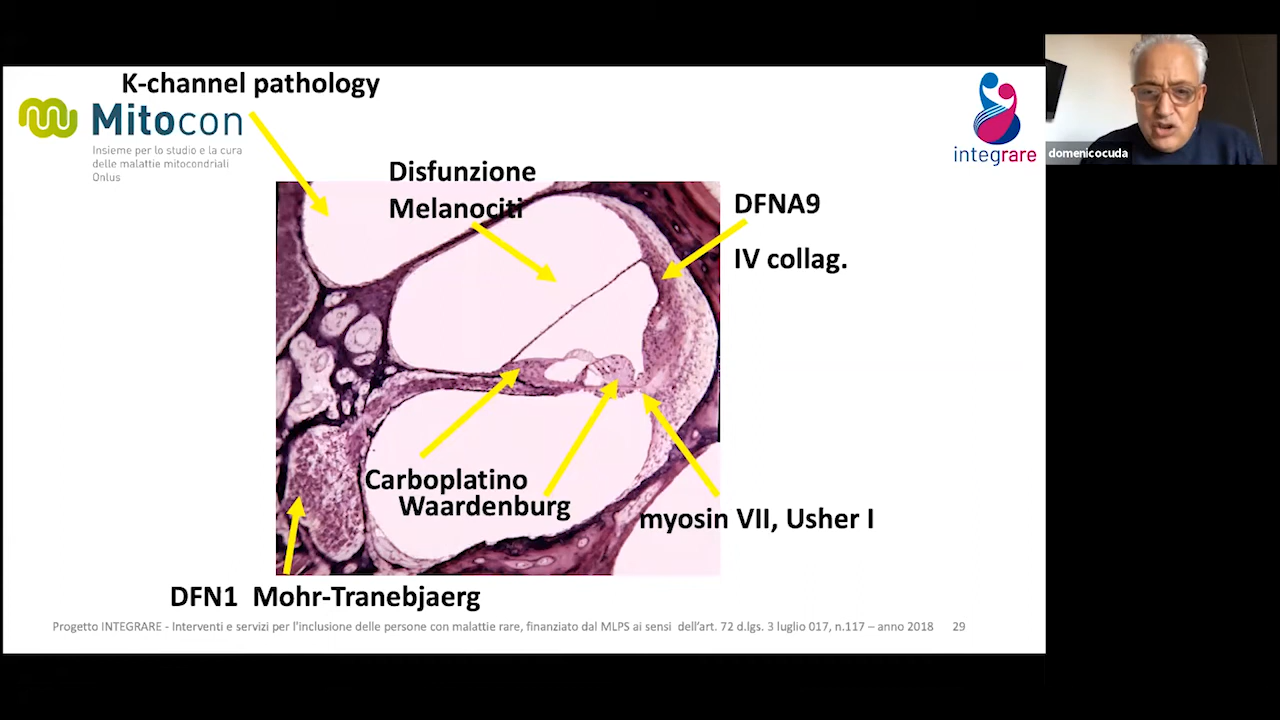 K-channel pathology
Mitocon
Insieme per lo studio e la cura
delle malattie mitocondriali
Onlus
integrare
domenicocuda
Disfunzione
Melanociti
DFNA9
IV collag.
Carboplatino
Waardenburg
myosin VII, Usher I
DFN1 Mohr-Tranebjaerg
Progetto INTEGRARE - Interventi e servizi per l'inclusione delle persone con malattie rare, finanziato dal MLPS ai sensi dell'art. 72 d.lgs. 3 luglio 017, n.117 – anno 2018 29